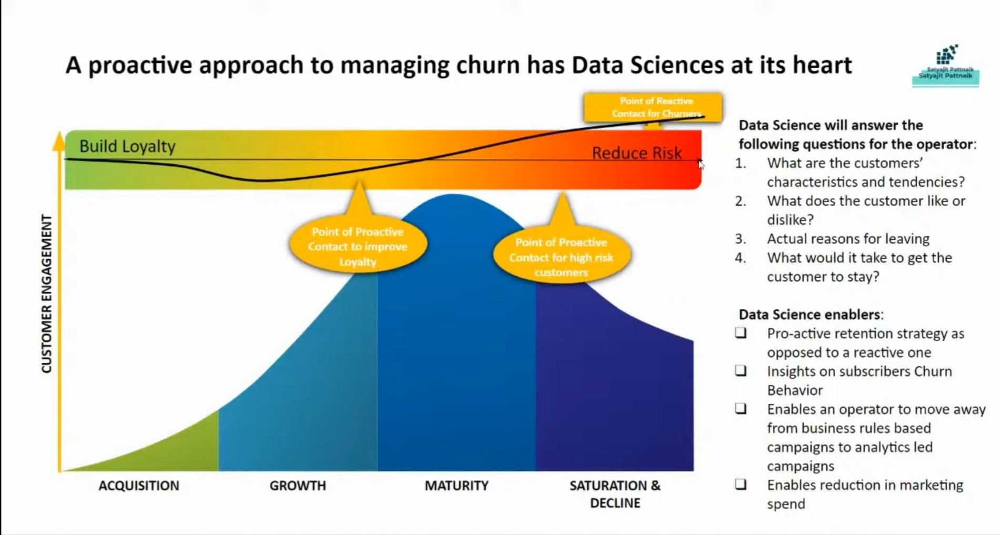 A proactive approach to managing churn has Data Sciences at its heart
Satyajit Pattnaik
Satyajit Pattnaik
Point of Reactive
Contact for Churners
Build Loyalty
Reduce Risk
CUSTOMER ENGAGEMENT
Point of Proactive
Contact to improve
Loyalty
Point of Proactive
Contact for high risk
customers
ACQUISITION
GROWTH
MATURITY
SATURATION &
DECLINE
Data Science will answer the
following questions for the operator:
1. What are the customers’
characteristics and tendencies?
2. What does the customer like or
dislike?
3. Actual reasons for leaving
4. What would it take to get the
customer to stay?
Data Science enablers:
❑ Pro-active retention strategy as
opposed to a reactive one
❑ Insights on subscribers Churn
Behavior
❑ Enables an operator to move away
from business rules based
campaigns to analytics led
campaigns
❑ Enables reduction in marketing
spend